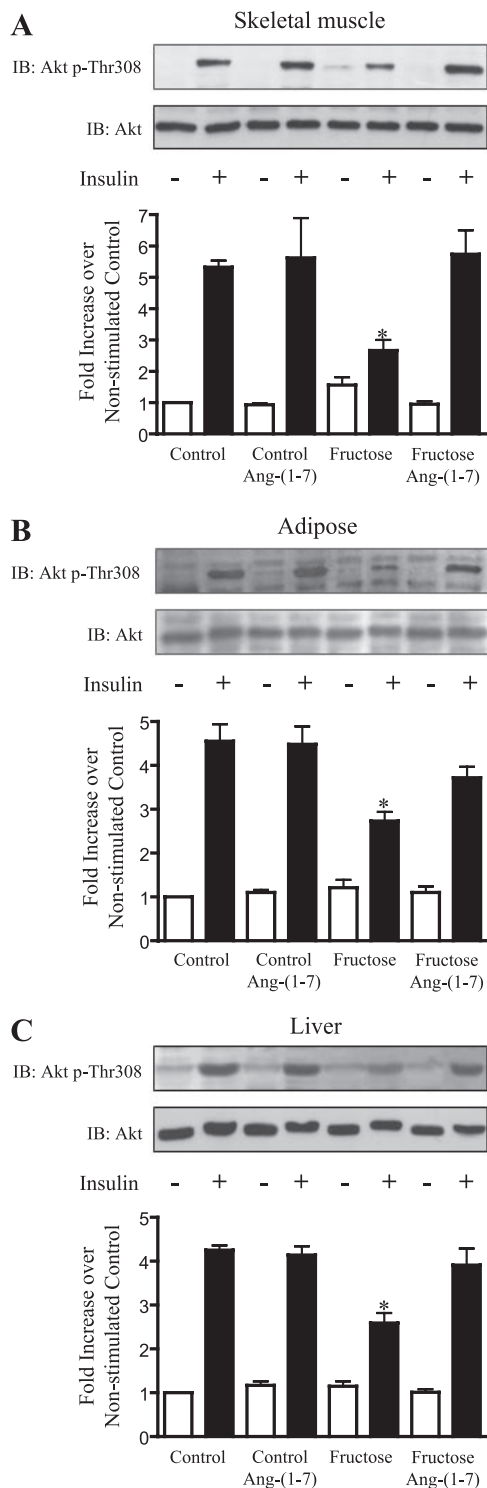 A Skeletal muscle
IB: Akt p-Thr308
IB: Akt
Insulin - + - + - + - +
Fold Increase over
Non-stimulated Control
7
6
5
4
3
2
1
0
*
Control Control Fructose Fructose
Ang-(1-7) Ang-(1-7)
B Adipose
IB: Akt p-Thr308
IB: Akt
Insulin - + - + - + - +
Fold Increase over
Non-stimulated Control
5
4
3
2
1
0
*
Control Control Fructose Fructose
Ang-(1-7) Ang-(1-7)
C Liver
IB: Akt p-Thr308
IB: Akt
Insulin - + - + - + - +
Fold Increase over
Non-stimulated Control
5
4
3
2
1
0
*
Control Control Fructose Fructose
Ang-(1-7) Ang-(1-7)